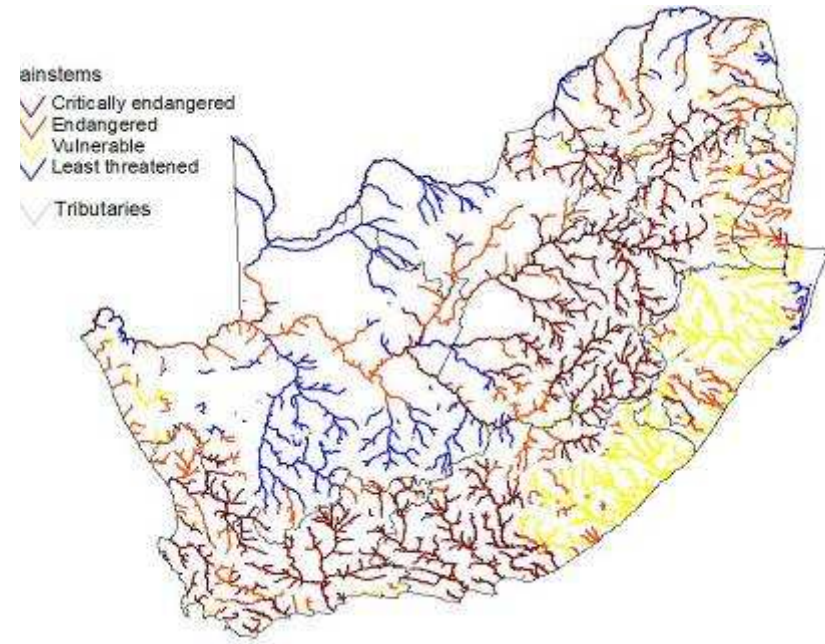 ainstems
Critically endangered
Endangered
Vulnerable
Least threatened
Tributaries